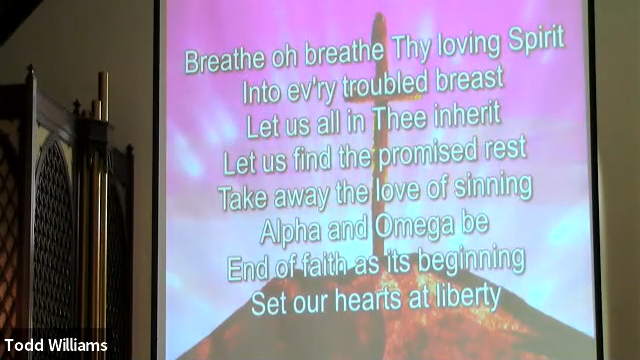 Breathe oh breathe Thy loving Spirit
Into ev'ry troubled breast
Let us all in Thee inherit
Let us find the promised rest
Take away the love of sinning
Alpha and Omega be
End of faith as its beginning
Set our hearts at liberty
Todd Williams